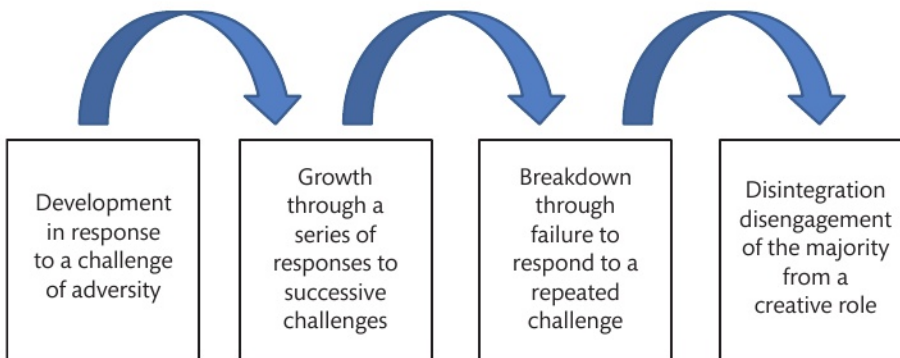 Development
in response
to a challenge
of adversity
Growth
through a
series of
responses to
successive
challenges
Breakdown
through
failure to
respond to a
repeated
challenge
Disintegration
disengagement
of the majority
from a
creative role